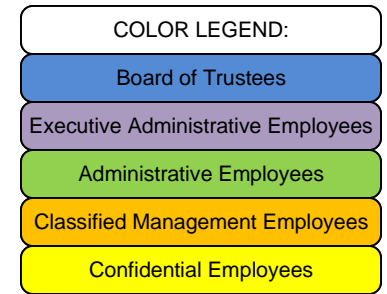 COLOR LEGEND:
Board of Trustees
Executive Administrative Employees
Administrative Employees
Classified Management Employees
Confidential Employees